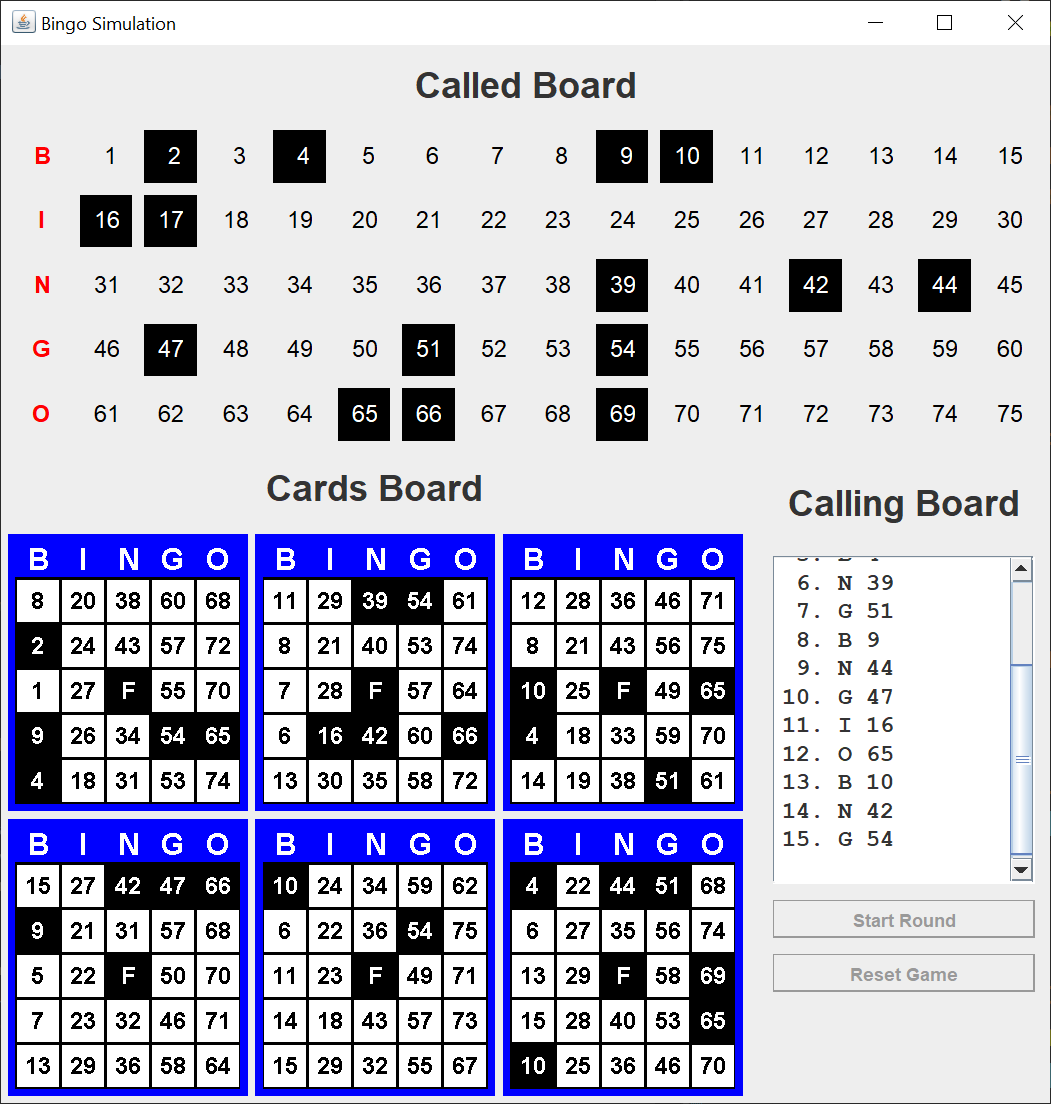 Bingo Simulation
Called Board
B 1 2 3 4 5 6 7 8 9 10 11 12 13 14 15
I 16 17 18 19 20 21 22 23 24 25 26 27 28 29 30
N 31 32 33 34 35 36 37 38 39 40 41 42 43 44 45
G 46 47 48 49 50 51 52 53 54 55 56 57 58 59 60
O 61 62 63 64 65 66 67 68 69 70 71 72 73 74 75
Cards Board
B I N G O
8 20 38 60 68
2 24 43 57 72
1 27 F 55 70
9 26 34 54 65
4 18 31 53 74
B I N G O
11 29 39 54 61
8 21 40 53 74
7 28 F 57 64
6 16 42 60 66
13 30 35 58 72
B I N G O
12 28 36 46 71
8 21 43 56 75
10 25 F 49 65
4 18 33 59 70
14 19 38 51 61
B I N G O
15 27 42 47 66
9 21 31 57 68
5 22 F 50 70
7 23 32 46 71
13 29 36 58 64
B I N G O
10 24 34 59 62
6 22 36 54 75
11 23 F 49 71
14 18 43 57 73
15 29 32 55 67
B I N G O
4 22 44 51 68
6 27 35 56 74
13 29 F 58 69
15 28 40 53 65
10 25 36 46 70
Calling Board
6. N 39
7. G 51
8. B 9
9. N 44
10. G 47
11. I 16
12. O 65
13. B 10
14. N 42
15. G 54
Start Round
Reset Game